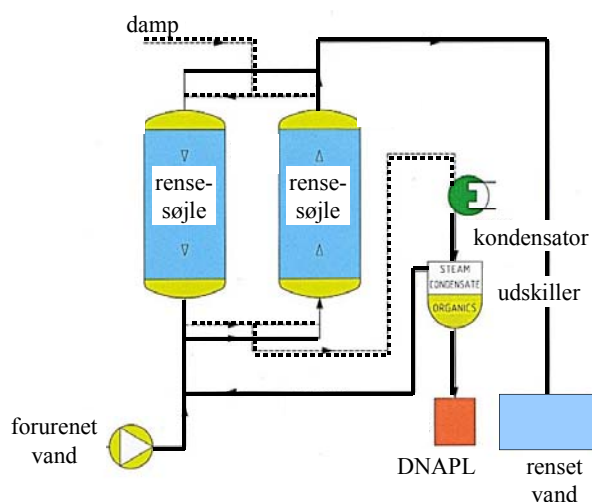 damp
rense-
søjle
rense-
søjle
kondensator
STEAM
CONDENSATE
ORGANICS
udskiller
forurenet
vand
DNAPL
renset
vand